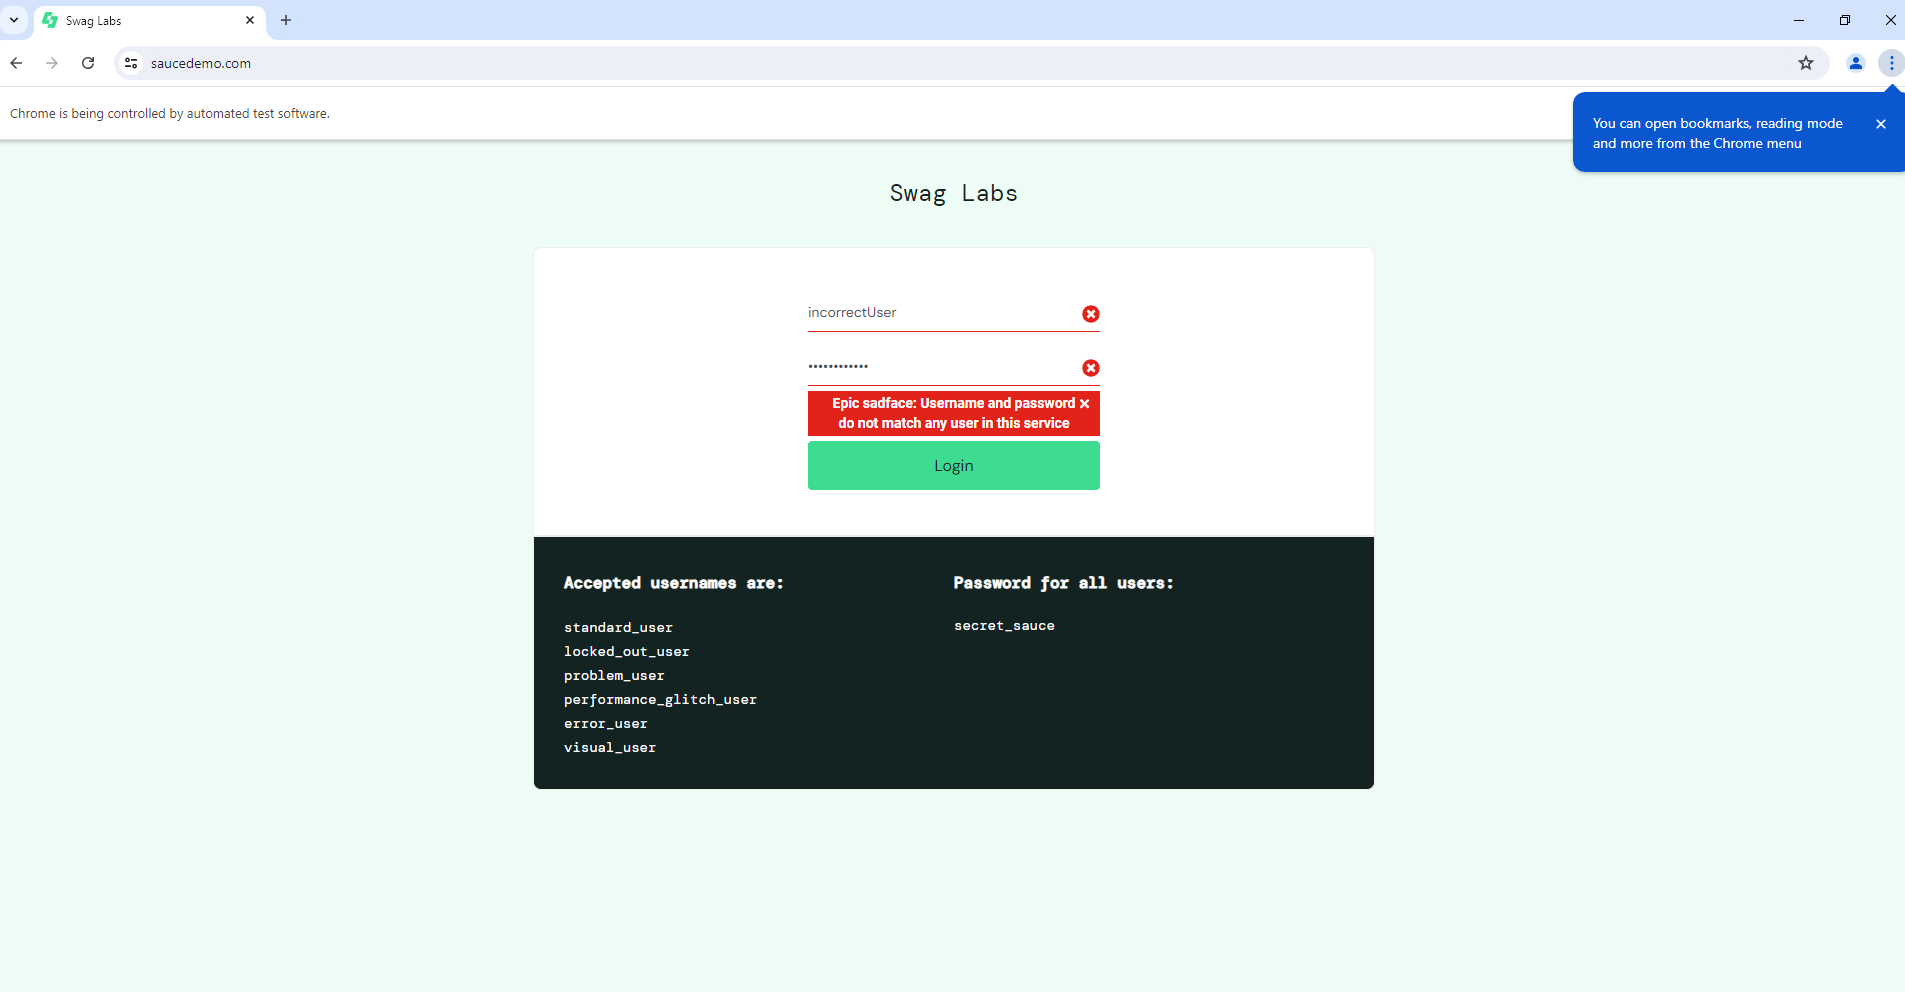 Swag Labs
saucedemo.com
Chrome is being controlled by automated test software.
You can open bookmarks, reading mode
and more from the Chrome menu
Swag Labs
incorrectUser
••••••••••••
Epic sadface: Username and password
do not match any user in this service
Login
Accepted usernames are:
standard_user
locked_out_user
problem_user
performance_glitch_user
error_user
visual_user
Password for all users:
secret_sauce